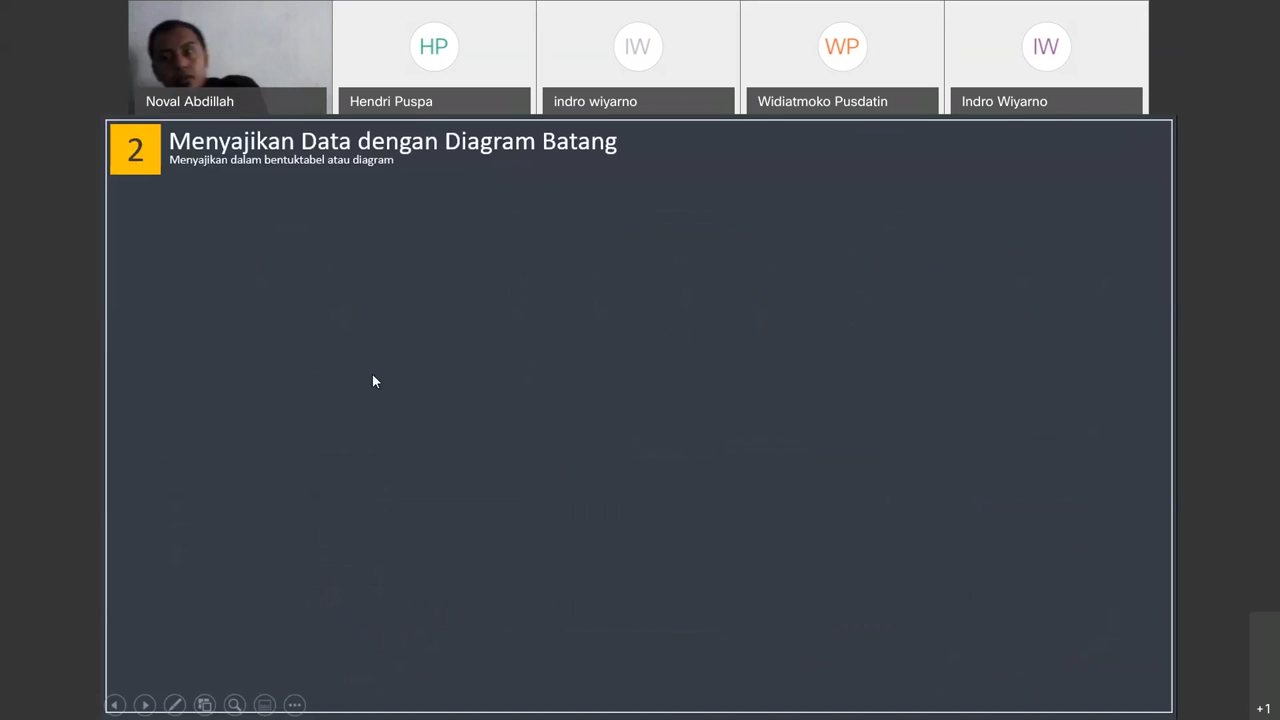 HP
IW
WP
IW
Noval Abdillah
Hendri Puspa
indro wiyarno
Widiatmoko Pusdatin
Indro Wiyarno
2
Menyajikan Data dengan Diagram Batang
Menyajikan dalam bentuktabel atau diagram
+1